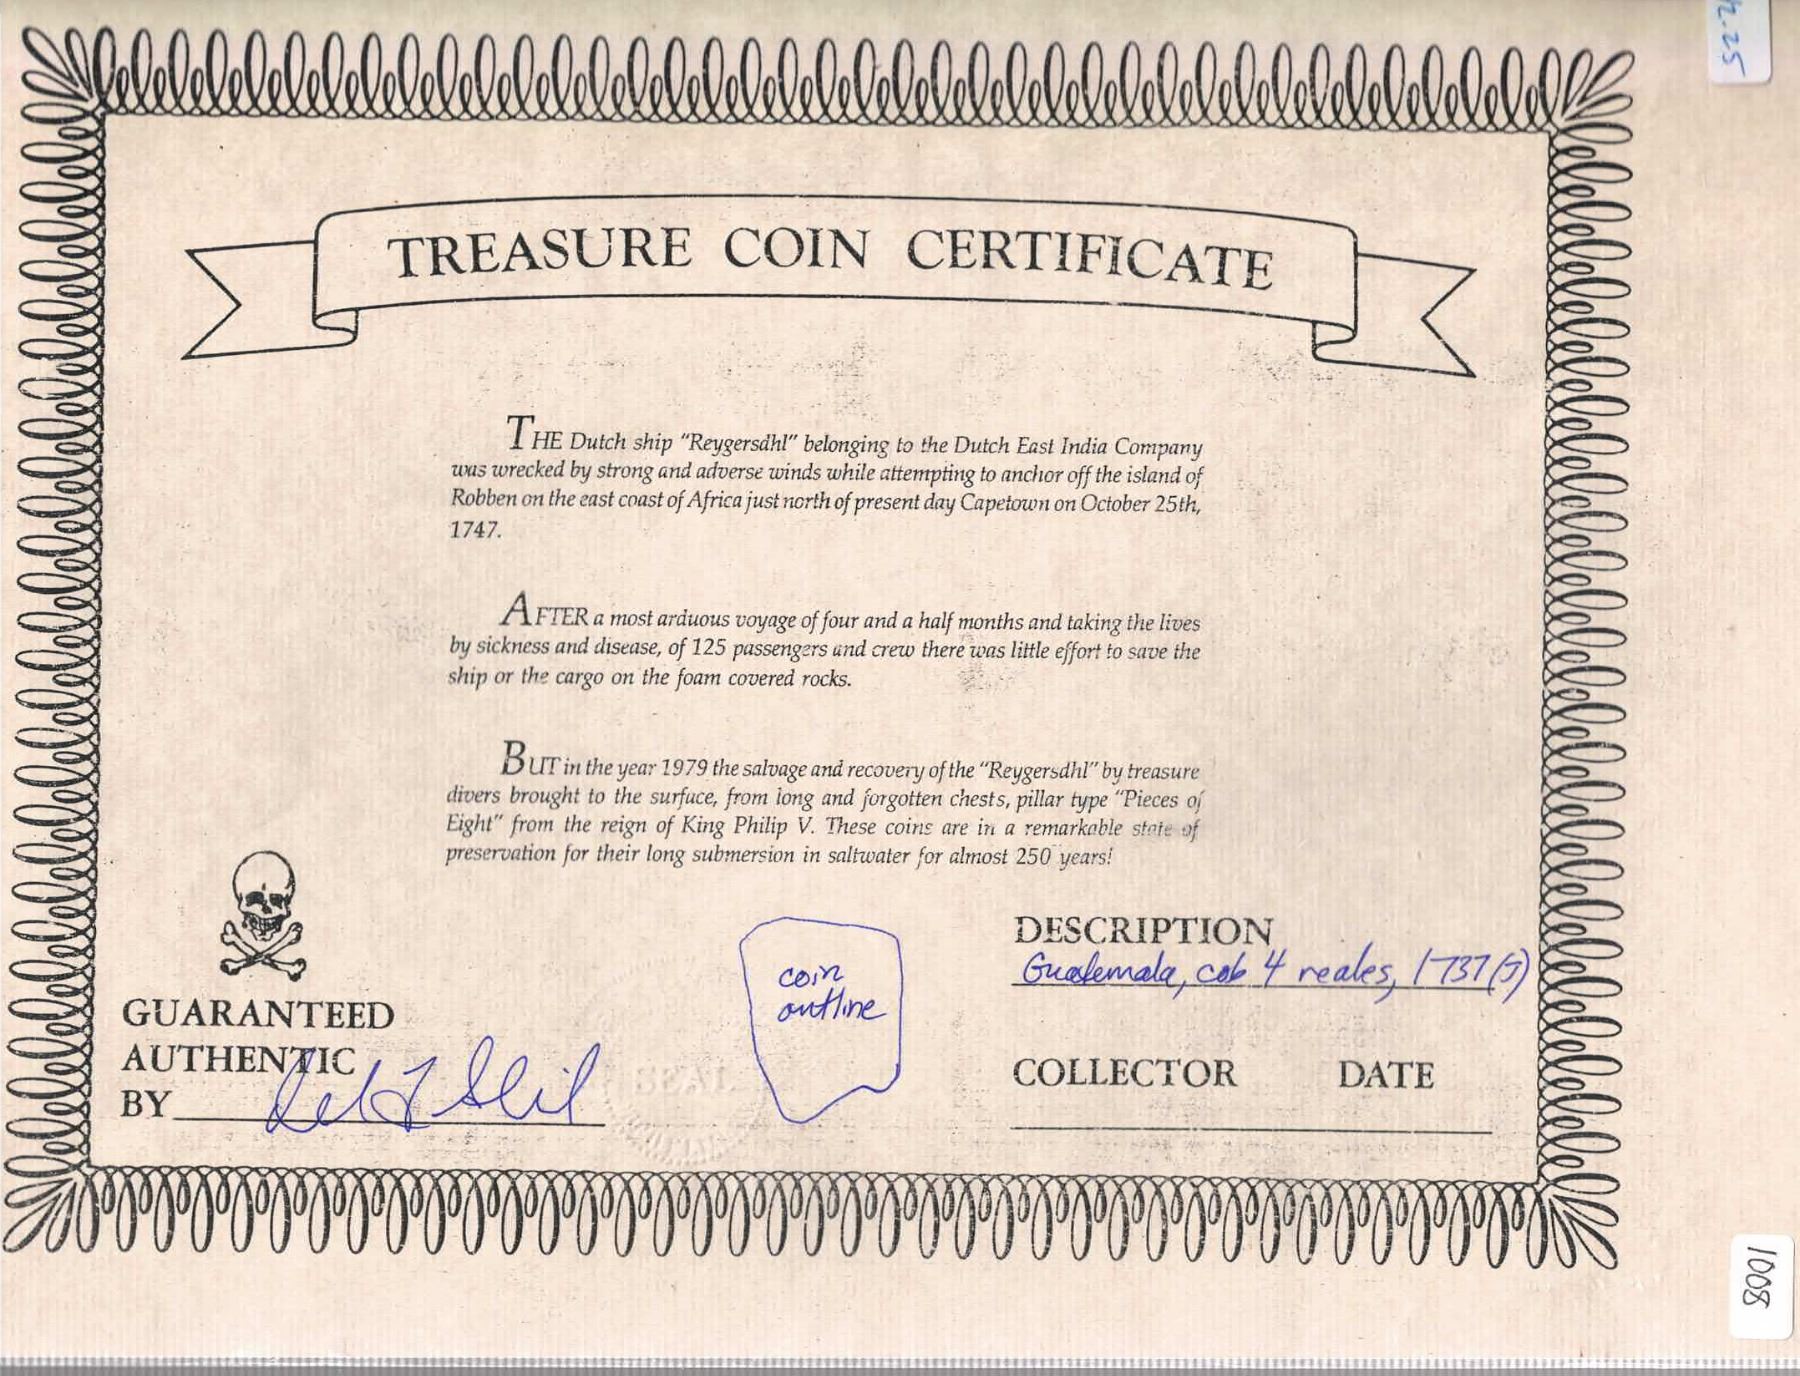 12.25
TREASURE COIN CERTIFICATE
THE Dutch ship "Reygersdhl" belonging to the Dutch East India Company
was wrecked by strong and adverse winds while attempting to anchor off the island of
Robben on the east coast of Africa just north of present day Capetown on October 25th,
1747.
AFTER a most arduous voyage of four and a half months and taking the lives
by sickness and disease, of 125 passengers and crew there was little effort to save the
ship or the cargo on the foam covered rocks.
BUT in the year 1979 the salvage and recovery of the "Reygersdhl" by treasure
divers brought to the surface, from long and forgotten chests, pillar type "Pieces of
Eight" from the reign of King Philip V. These coins are in a remarkable state of
preservation for their long submersion in saltwater for almost 250 years!
GUARANTEED
AUTHENTIC
BY
SEAL
coin
outline
DESCRIPTION
Guatemala, cob 4 reales, 1737(J)
COLLECTOR DATE
1008